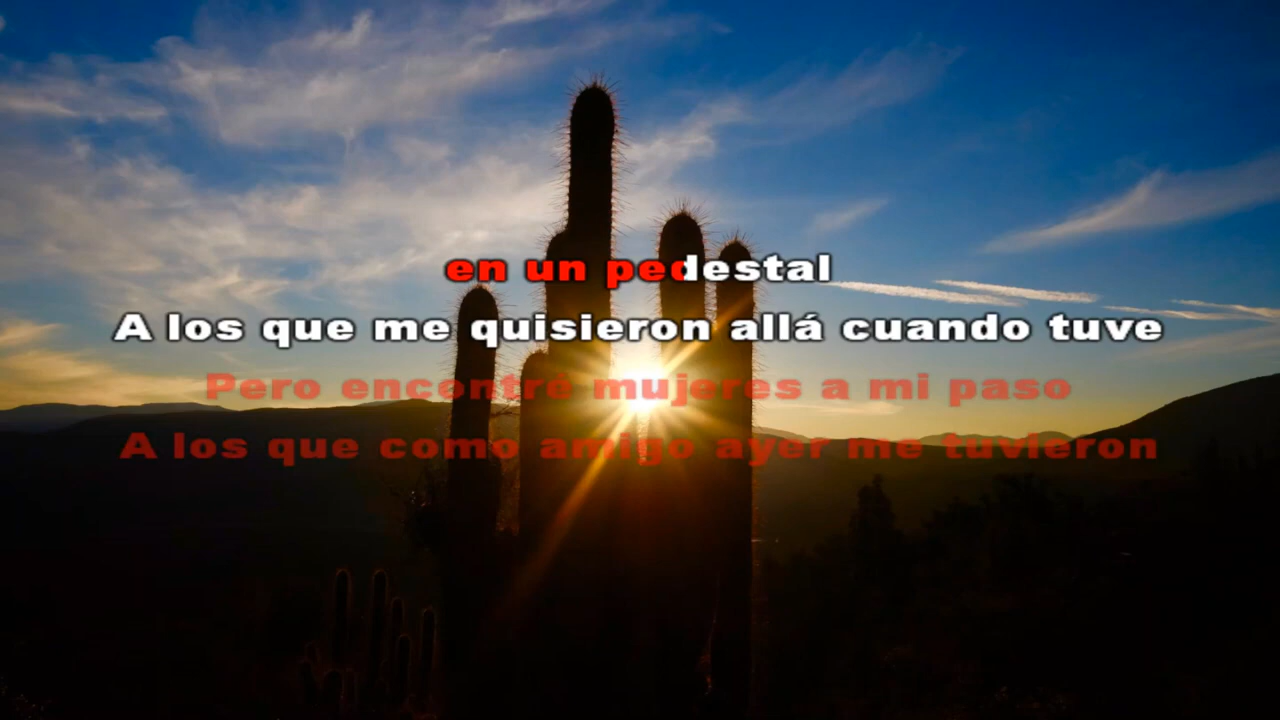 en un pedestal
A los que me quisieron allá cuando tuve
Pero encontré mujeres a mi paso
A los que como amigo ayer me tuvieron